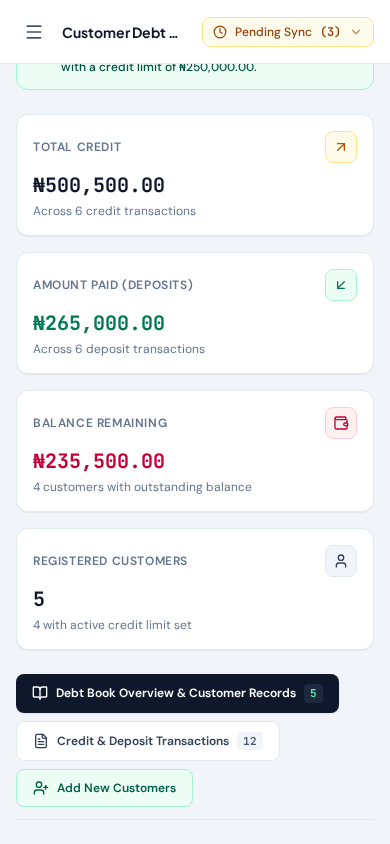 Customer Debt ...
Pending Sync (3)
with a credit limit of ₦250,000.00.
TOTAL CREDIT
₦500,500.00
Across 6 credit transactions
AMOUNT PAID (DEPOSITS)
₦265,000.00
Across 6 deposit transactions
BALANCE REMAINING
₦235,500.00
4 customers with outstanding balance
REGISTERED CUSTOMERS
5
4 with active credit limit set
Debt Book Overview & Customer Records 5
Credit & Deposit Transactions 12
Add New Customers